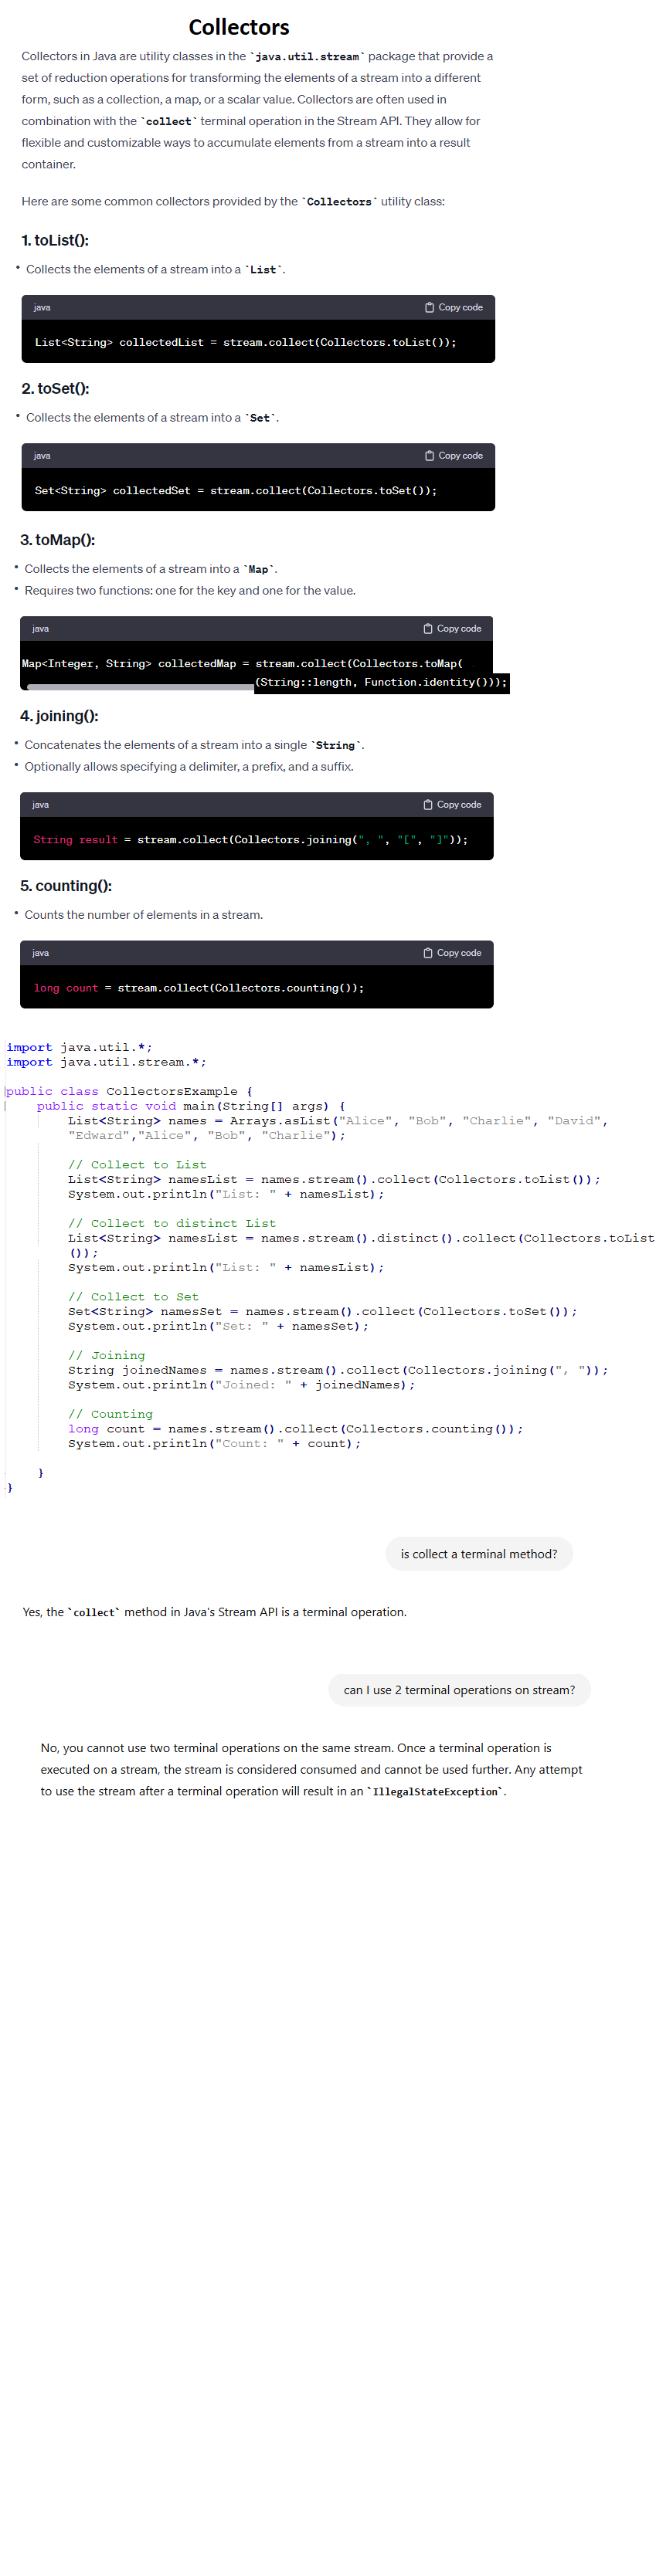 Collectors
Collectors in Java are utility classes in the `java.util.stream` package that provide a
set of reduction operations for transforming the elements of a stream into a different
form, such as a collection, a map, or a scalar value. Collectors are often used in
combination with the `collect` terminal operation in the Stream API. They allow for
flexible and customizable ways to accumulate elements from a stream into a result
container.
Here are some common collectors provided by the `Collectors` utility class:
1. toList():
• Collects the elements of a stream into a `List`.
java Copy code
List<String> collectedList = stream.collect(Collectors.toList());
2. toSet():
• Collects the elements of a stream into a `Set`.
java Copy code
Set<String> collectedSet = stream.collect(Collectors.toSet());
3. toMap():
• Collects the elements of a stream into a `Map`.
• Requires two functions: one for the key and one for the value.
java Copy code
Map<Integer, String> collectedMap = stream.collect(Collectors.toMap(
(String::length, Function.identity()));
4. joining():
• Concatenates the elements of a stream into a single `String`.
• Optionally allows specifying a delimiter, a prefix, and a suffix.
java Copy code
String result = stream.collect(Collectors.joining(", ", "[", "]"));
5. counting():
• Counts the number of elements in a stream.
java Copy code
long count = stream.collect(Collectors.counting());
import java.util.*;
import java.util.stream.*;
public class CollectorsExample {
public static void main(String[] args) {
List<String> names = Arrays.asList("Alice", "Bob", "Charlie", "David",
"Edward","Alice", "Bob", "Charlie");
// Collect to List
List<String> namesList = names.stream().collect(Collectors.toList());
System.out.println("List: " + namesList);
// Collect to distinct List
List<String> namesList = names.stream().distinct().collect(Collectors.toList
());
System.out.println("List: " + namesList);
// Collect to Set
Set<String> namesSet = names.stream().collect(Collectors.toSet());
System.out.println("Set: " + namesSet);
// Joining
String joinedNames = names.stream().collect(Collectors.joining(", "));
System.out.println("Joined: " + joinedNames);
// Counting
long count = names.stream().collect(Collectors.counting());
System.out.println("Count: " + count);
}
}
is collect a terminal method?
Yes, the `collect` method in Java's Stream API is a terminal operation.
can I use 2 terminal operations on stream?
No, you cannot use two terminal operations on the same stream. Once a terminal operation is
executed on a stream, the stream is considered consumed and cannot be used further. Any attempt
to use the stream after a terminal operation will result in an `IllegalStateException`.